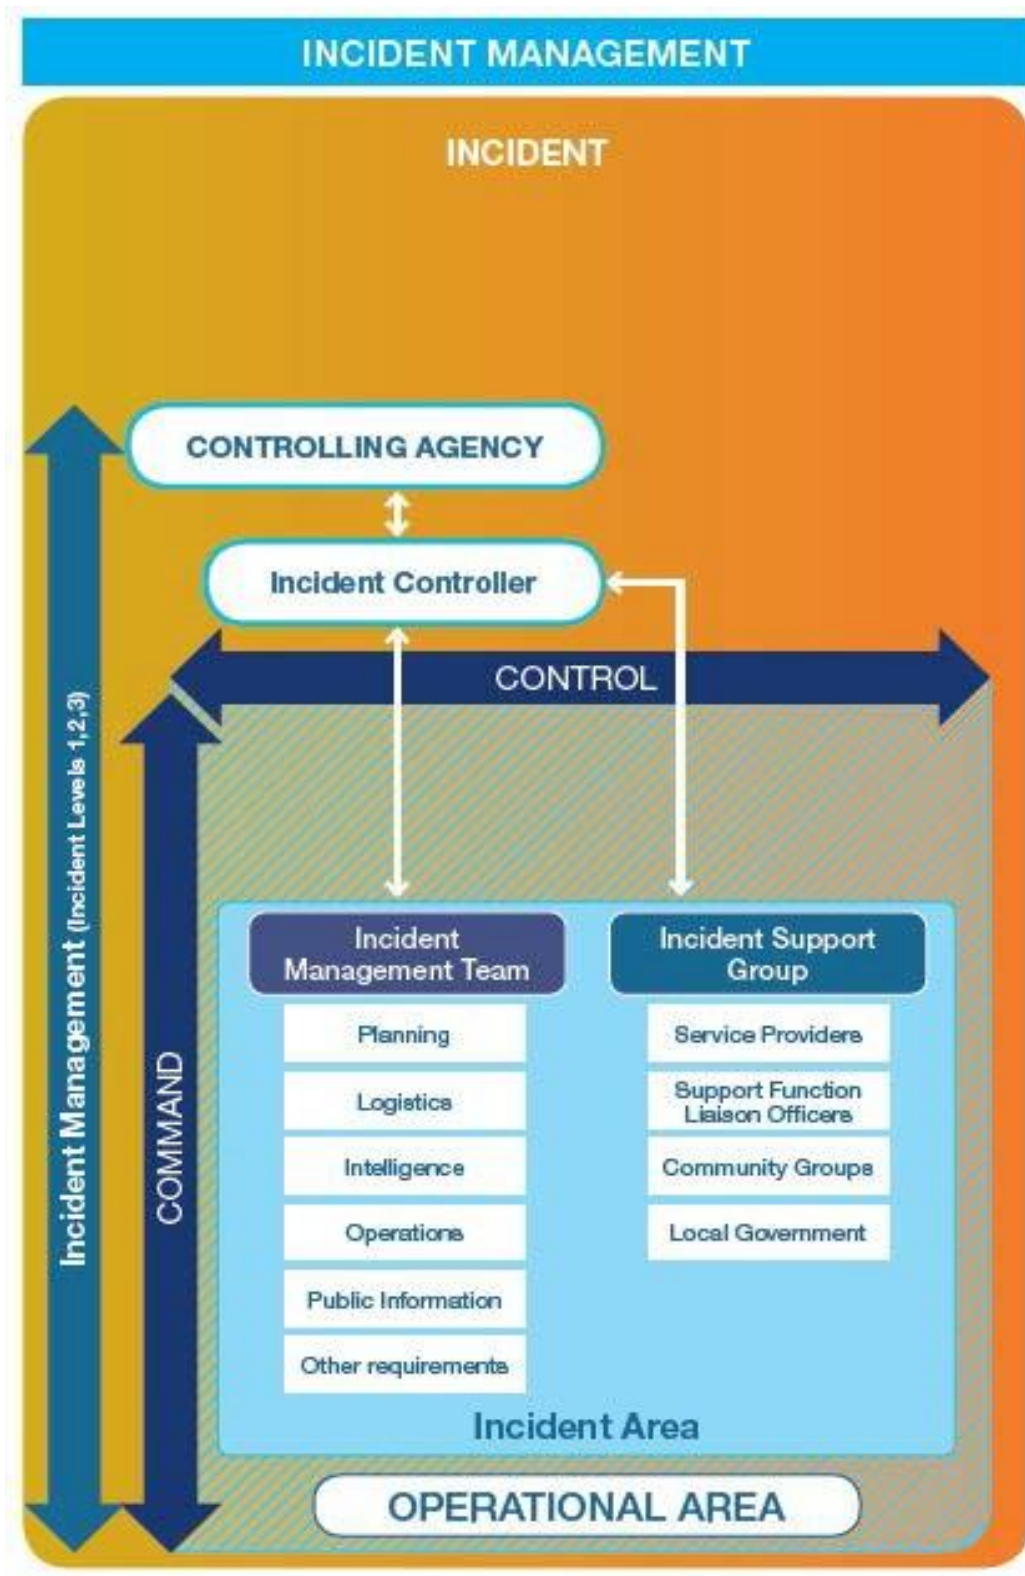 INCIDENT MANAGEMENT
INCIDENT
CONTROLLING AGENCY
Incident Controller
CONTROL
Incident Management (Incident Levels 1,2,3)
COMMAND
Incident
Management Team
Planning
Logistics
Intelligence
Operations
Public Information
Other requirements
Incident Support
Group
Service Providers
Support Function
Liaison Officers
Community Groups
Local Government
Incident Area
OPERATIONAL AREA